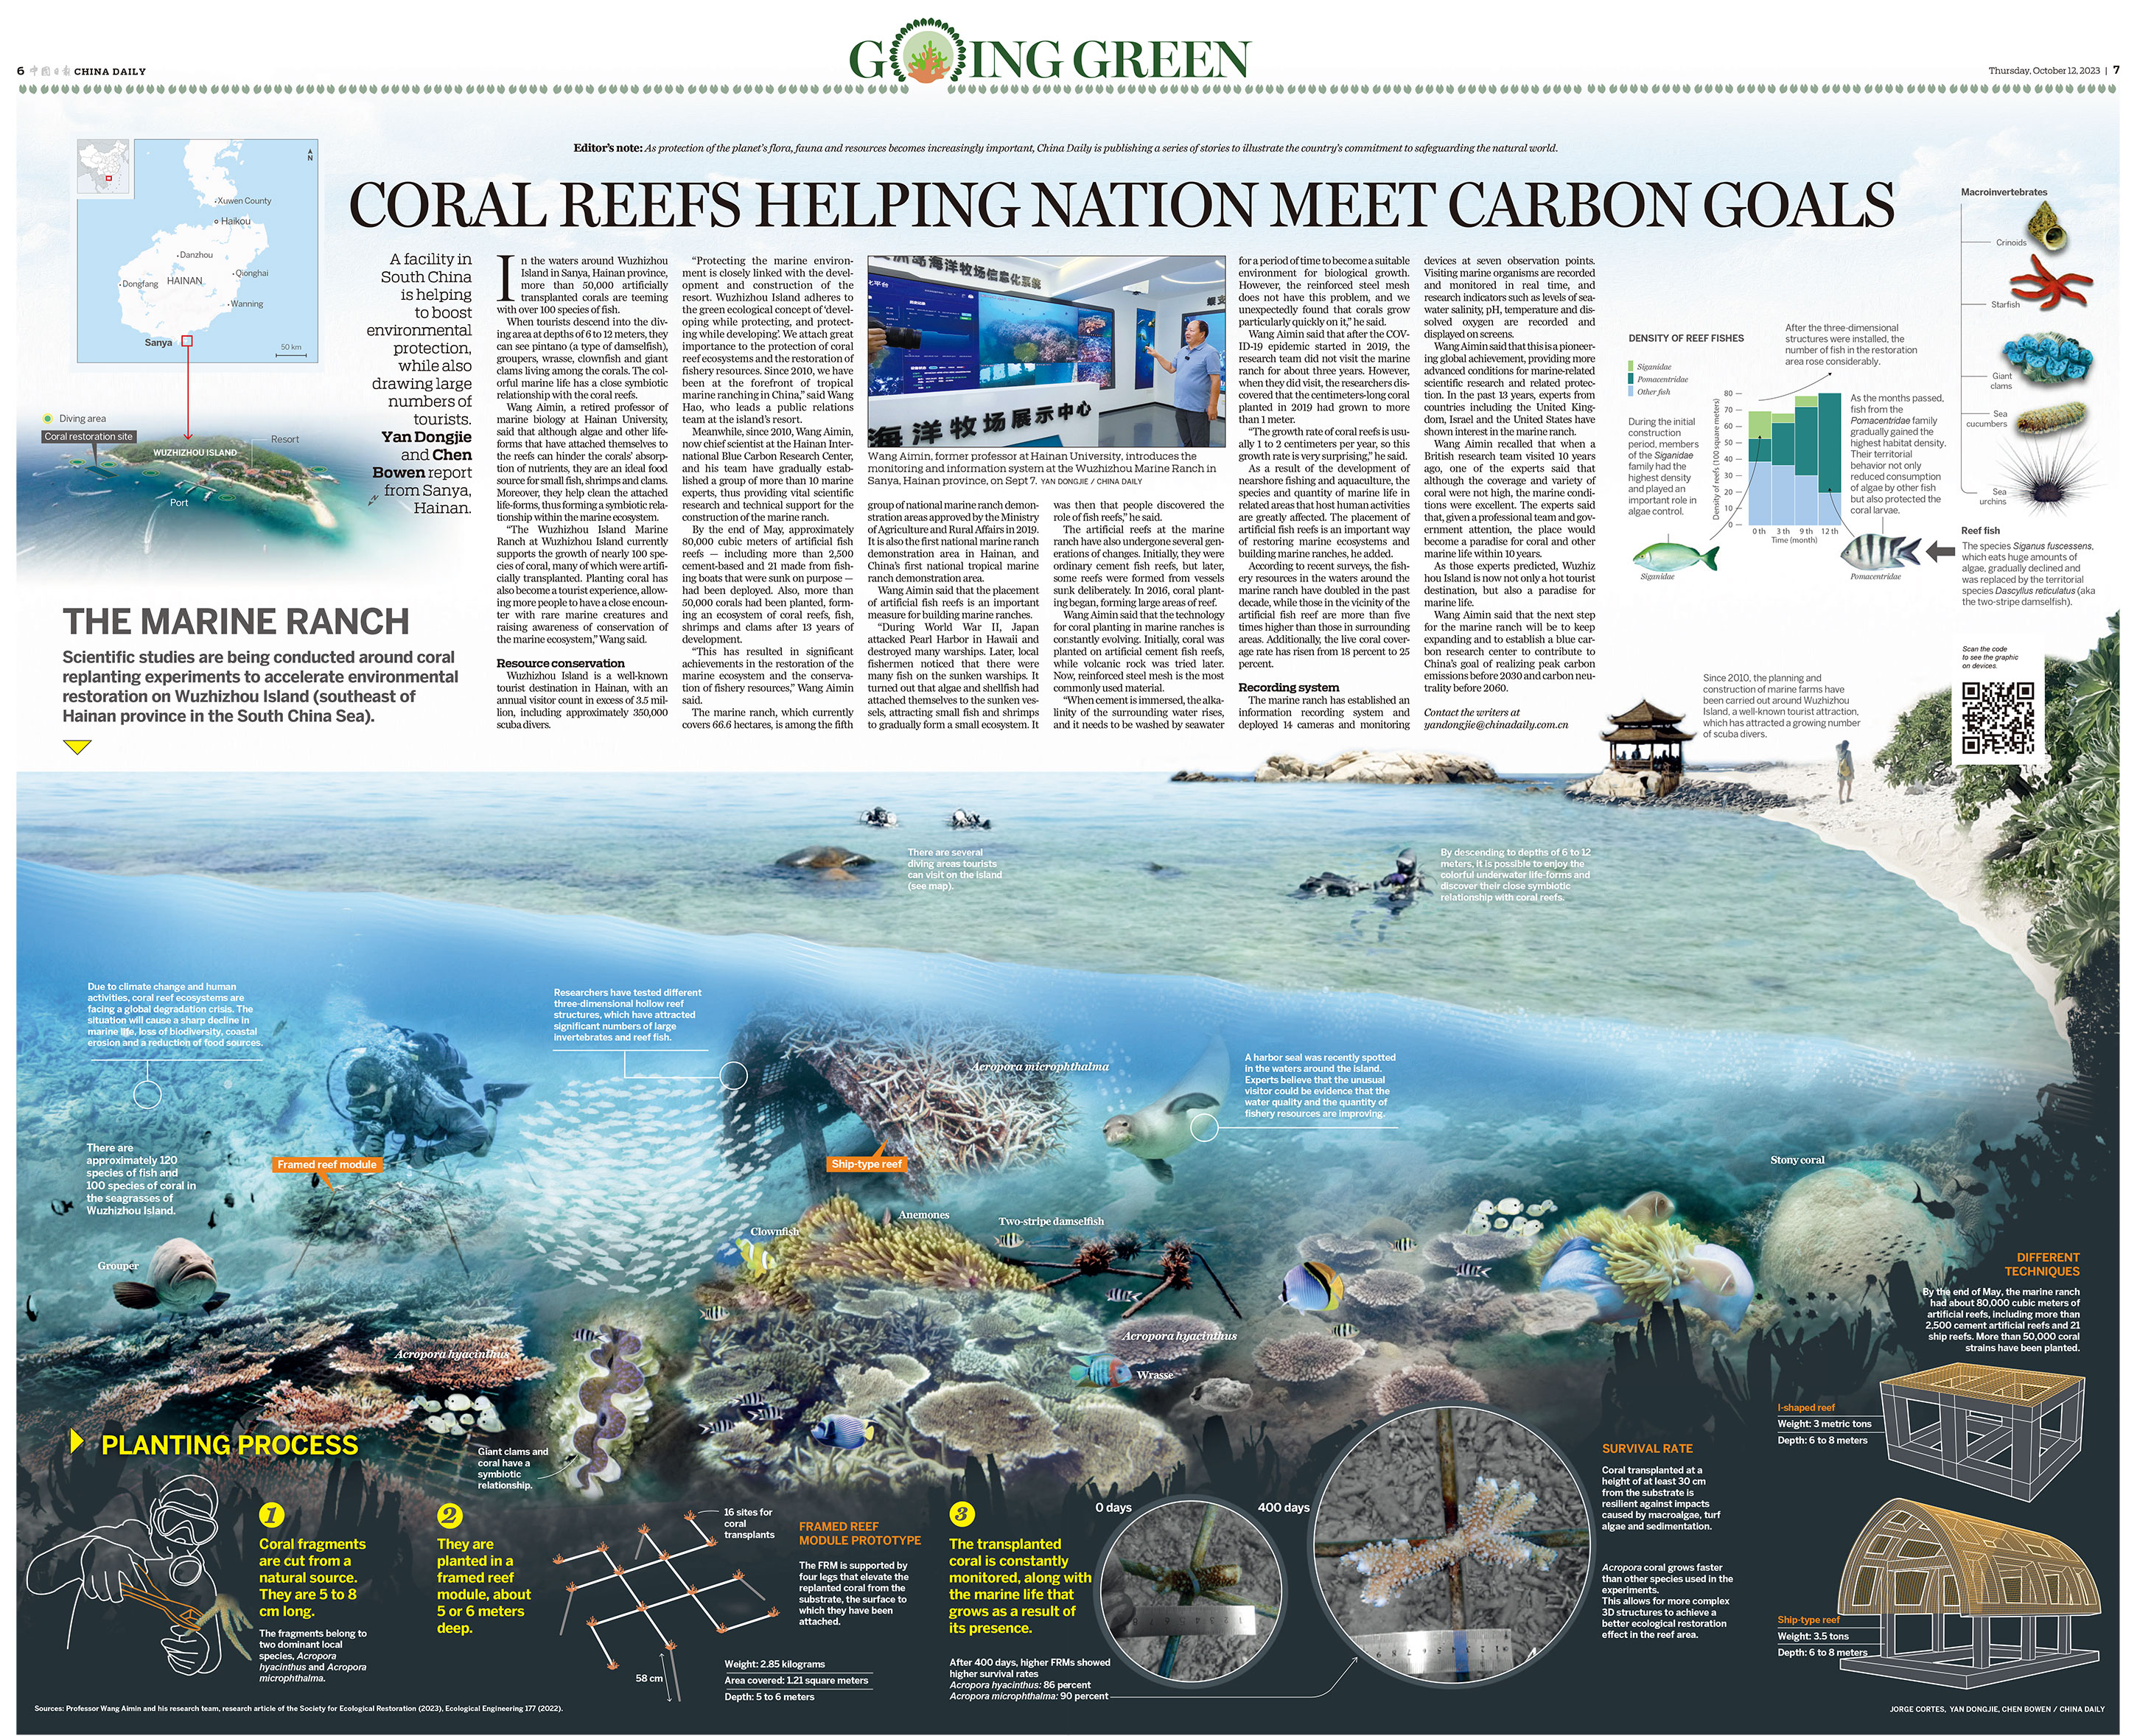 6 中国日报 CHINA DAILY
GOING GREEN
Thursday, October 12, 2023 | 7
Editor's note: As protection of the planet's flora, fauna and resources becomes increasingly important, China Daily is publishing a series of stories to illustrate the country's commitment to safeguarding the natural world.
CORAL REEFS HELPING NATION MEET CARBON GOALS
N
Xuwen County
Haikou
Danzhou
Qionghai
HAINAN
Dongfang
Wanning
Sanya
50 km
Diving area
Coral restoration site
Resort
WUZHIZHOU ISLAND
Port
N
A facility in
South China
is helping
to boost
environmental
protection,
while also
drawing large
numbers of
tourists.
Yan Dongjie
and Chen
Bowen report
from Sanya,
Hainan.
THE MARINE RANCH
Scientific studies are being conducted around coral
replanting experiments to accelerate environmental
restoration on Wuzhizhou Island (southeast of
Hainan province in the South China Sea).
In the waters around Wuzhizhou
Island in Sanya, Hainan province,
more than 50,000 artificially
transplanted corals are teeming
with over 100 species of fish.
When tourists descend into the div-
ing area at depths of 6 to 12 meters, they
can see pintano (a type of damselfish),
groupers, wrasse, clownfish and giant
clams living among the corals. The col-
orful marine life has a close symbiotic
relationship with the coral reefs.
Wang Aimin, a retired professor of
marine biology at Hainan University,
said that although algae and other life-
forms that have attached themselves to
the reefs can hinder the corals' absorp-
tion of nutrients, they are an ideal food
source for small fish, shrimps and clams.
Moreover, they help clean the attached
life-forms, thus forming a symbiotic rela-
tionship within the marine ecosystem.
"The Wuzhizhou Island Marine
Ranch at Wuzhizhou Island currently
supports the growth of nearly 100 spe-
cies of coral, many of which were artifi-
cially transplanted. Planting coral has
also become a tourist experience, allow-
ing more people to have a close encoun-
ter with rare marine creatures and
raising awareness of conservation of
the marine ecosystem," Wang said.
Resource conservation
Wuzhizhou Island is a well-known
tourist destination in Hainan, with an
annual visitor count in excess of 3.5 mil-
lion, including approximately 350,000
scuba divers.
"Protecting the marine environ-
ment is closely linked with the devel-
opment and construction of the
resort. Wuzhizhou Island adheres to
the green ecological concept of 'devel-
oping while protecting, and protect-
ing while developing'. We attach great
importance to the protection of coral
reef ecosystems and the restoration of
fishery resources. Since 2010, we have
been at the forefront of tropical
marine ranching in China," said Wang
Hao, who leads a public relations
team at the island's resort.
Meanwhile, since 2010, Wang Aimin,
now chief scientist at the Hainan Inter-
national Blue Carbon Research Center,
and his team have gradually estab-
lished a group of more than 10 marine
experts, thus providing vital scientific
research and technical support for the
construction of the marine ranch.
By the end of May, approximately
80,000 cubic meters of artificial fish
reefs — including more than 2,500
cement-based and 21 made from fish-
ing boats that were sunk on purpose —
had been deployed. Also, more than
50,000 corals had been planted, form-
ing an ecosystem of coral reefs, fish,
shrimps and clams after 13 years of
development.
"This has resulted in significant
achievements in the restoration of the
marine ecosystem and the conserva-
tion of fishery resources," Wang Aimin
said.
The marine ranch, which currently
covers 66.6 hectares, is among the fifth
洲岛海洋牧场信息化系统
海洋牧场展示中心
Wang Aimin, former professor at Hainan University, introduces the
monitoring and information system at the Wuzhizhou Marine Ranch in
Sanya, Hainan province, on Sept 7. YAN DONGJIE / CHINA DAILY
group of national marine ranch demon-
stration areas approved by the Ministry
of Agriculture and Rural Affairs in 2019.
It is also the first national marine ranch
demonstration area in Hainan, and
China's first national tropical marine
ranch demonstration area.
Wang Aimin said that the placement
of artificial fish reefs is an important
measure for building marine ranches.
"During World War II, Japan
attacked Pearl Harbor in Hawaii and
destroyed many warships. Later, local
fishermen noticed that there were
many fish on the sunken warships. It
turned out that algae and shellfish had
attached themselves to the sunken ves-
sels, attracting small fish and shrimps
to gradually form a small ecosystem. It
was then that people discovered the
role of fish reefs," he said.
The artificial reefs at the marine
ranch have also undergone several gen-
erations of changes. Initially, they were
ordinary cement fish reefs, but later,
some reefs were formed from vessels
sunk deliberately. In 2016, coral plant-
ing began, forming large areas of reef.
Wang Aimin said that the technology
for coral planting in marine ranches is
constantly evolving. Initially, coral was
planted on artificial cement fish reefs,
while volcanic rock was tried later.
Now, reinforced steel mesh is the most
commonly used material.
"When cement is immersed, the alka-
linity of the surrounding water rises,
and it needs to be washed by seawater
for a period of time to become a suitable
environment for biological growth.
However, the reinforced steel mesh
does not have this problem, and we
unexpectedly found that corals grow
particularly quickly on it," he said.
Wang Aimin said that after the COV-
ID-19 epidemic started in 2019, the
research team did not visit the marine
ranch for about three years. However,
when they did visit, the researchers dis-
covered that the centimeters-long coral
planted in 2019 had grown to more
than 1 meter.
"The growth rate of coral reefs is usu-
ally 1 to 2 centimeters per year, so this
growth rate is very surprising," he said.
As a result of the development of
nearshore fishing and aquaculture, the
species and quantity of marine life in
related areas that host human activities
are greatly affected. The placement of
artificial fish reefs is an important way
of restoring marine ecosystems and
building marine ranches, he added.
According to recent surveys, the fish-
ery resources in the waters around the
marine ranch have doubled in the past
decade, while those in the vicinity of the
artificial fish reef are more than five
times higher than those in surrounding
areas. Additionally, the live coral cover-
age rate has risen from 18 percent to 25
percent.
Recording system
The marine ranch has established an
information recording system and
deployed 14 cameras and monitoring
devices at seven observation points.
Visiting marine organisms are recorded
and monitored in real time, and
research indicators such as levels of sea-
water salinity, pH, temperature and dis-
solved oxygen are recorded and
displayed on screens.
Wang Aimin said that this is a pioneer-
ing global achievement, providing more
advanced conditions for marine-related
scientific research and related protec-
tion. In the past 13 years, experts from
countries including the United King-
dom, Israel and the United States have
shown interest in the marine ranch.
Wang Aimin recalled that when a
British research team visited 10 years
ago, one of the experts said that
although the coverage and variety of
coral were not high, the marine condi-
tions were excellent. The experts said
that, given a professional team and gov-
ernment attention, the place would
become a paradise for coral and other
marine life within 10 years.
As those experts predicted, Wuzhiz
hou Island is now not only a hot tourist
destination, but also a paradise for
marine life.
Wang Aimin said that the next step
for the marine ranch will be to keep
expanding and to establish a blue car-
bon research center to contribute to
China's goal of realizing peak carbon
emissions before 2030 and carbon neu-
trality before 2060.
Contact the writers at
yandongjie@chinadaily.com.cn
DENSITY OF REEF FISHES
Siganidae
Pomacentridae
Other fish
During the initial
construction
period, members
of the Siganidae
family had the
highest density
and played an
important role in
algae control.
After the three-dimensional
structures were installed, the
number of fish in the restoration
area rose considerably.
Density of reefs (100 square meters)
80
70
60
50
40
30
20
10
0
0 th 3 th 9 th 12 th
Time (month)
As the months passed,
fish from the
Pomacentridae family
gradually gained the
highest habitat density.
Their territorial
behavior not only
reduced consumption
of algae by other fish
but also protected the
coral larvae.
Siganidae
Pomacentridae
Macroinvertebrates
Crinoids
Starfish
Giant
clams
Sea
cucumbers
Sea
urchins
Reef fish
The species Siganus fuscessens,
which eats huge amounts of
algae, gradually declined and
was replaced by the territorial
species Dascyllus reticulatus (aka
the two-stripe damselfish).
Since 2010, the planning and
construction of marine farms have
been carried out around Wuzhizhou
Island, a well-known tourist attraction,
which has attracted a growing number
of scuba divers.
Scan the code
to see the graphic
on devices.
There are several
diving areas tourists
can visit on the island
(see map).
By descending to depths of 6 to 12
meters, it is possible to enjoy the
colorful underwater life-forms and
discover their close symbiotic
relationship with coral reefs.
Due to climate change and human
activities, coral reef ecosystems are
facing a global degradation crisis. The
situation will cause a sharp decline in
marine life, loss of biodiversity, coastal
erosion and a reduction of food sources.
Researchers have tested different
three-dimensional hollow reef
structures, which have attracted
significant numbers of large
invertebrates and reef fish.
Acropora microphthalma
A harbor seal was recently spotted
in the waters around the island.
Experts believe that the unusual
visitor could be evidence that the
water quality and the quantity of
fishery resources are improving.
There are
approximately 120
species of fish and
100 species of coral in
the seagrasses of
Wuzhizhou Island.
Framed reef module
Ship-type reef
Stony coral
Anemones
Two-stripe damselfish
Clownfish
Grouper
Acropora hyacinthus
Acropora hyacinthus
Wrasse
Giant clams and
coral have a
symbiotic
relationship.
DIFFERENT
TECHNIQUES
By the end of May, the marine ranch
had about 80,000 cubic meters of
artificial reefs, including more than
2,500 cement artificial reefs and 21
ship reefs. More than 50,000 coral
strains have been planted.
I-shaped reef
Weight: 3 metric tons
Depth: 6 to 8 meters
Ship-type reef
Weight: 3.5 tons
Depth: 6 to 8 meters
PLANTING PROCESS
1
Coral fragments
are cut from a
natural source.
They are 5 to 8
cm long.
The fragments belong to
two dominant local
species, Acropora
hyacinthus and Acropora
microphthalma.
2
They are
planted in a
framed reef
module, about
5 or 6 meters
deep.
16 sites for
coral
transplants
58 cm
FRAMED REEF
MODULE PROTOTYPE
The FRM is supported by
four legs that elevate the
replanted coral from the
substrate, the surface to
which they have been
attached.
Weight: 2.85 kilograms
Area covered: 1.21 square meters
Depth: 5 to 6 meters
3
The transplanted
coral is constantly
monitored, along with
the marine life that
grows as a result of
its presence.
After 400 days, higher FRMs showed
higher survival rates
Acropora hyacinthus: 86 percent
Acropora microphthalma: 90 percent
0 days
400 days
SURVIVAL RATE
Coral transplanted at a
height of at least 30 cm
from the substrate is
resilient against impacts
caused by macroalgae, turf
algae and sedimentation.
Acropora coral grows faster
than other species used in the
experiments.
This allows for more complex
3D structures to achieve a
better ecological restoration
effect in the reef area.
Sources: Professor Wang Aimin and his research team, research article of the Society for Ecological Restoration (2023), Ecological Engineering 177 (2022).
JORGE CORTES, YAN DONGJIE, CHEN BOWEN / CHINA DAILY